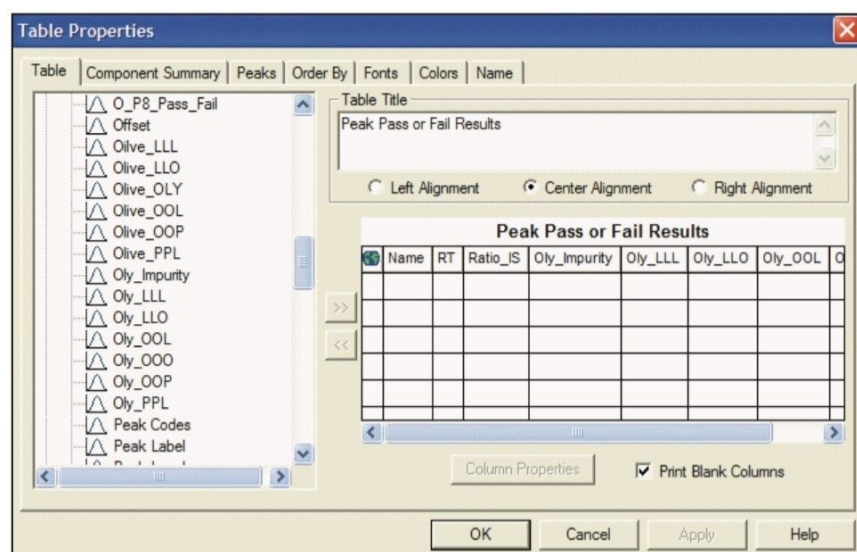 Table Properties
Table Component Summary Peaks Order By Fonts Colors Name
O_P8_Pass_Fail
Offset
Oilve_LLL
Olive_LLO
Olive_OLY
Olive_OOL
Olive_OOP
Olive_PPL
Oly_Impurity
Oly_LLL
Oly_LLO
Oly_OOL
Oly_OOO
Oly_OOP
Oly_PPL
Peak Codes
Peak Label
Table Title
Peak Pass or Fail Results
Left Alignment Center Alignment Right Alignment
Peak Pass or Fail Results
Name RT Ratio_IS Oly_Impurity Oly_LLL Oly_LLO Oly_OOL O
>>
<<
Column Properties Print Blank Columns
OK Cancel Apply Help